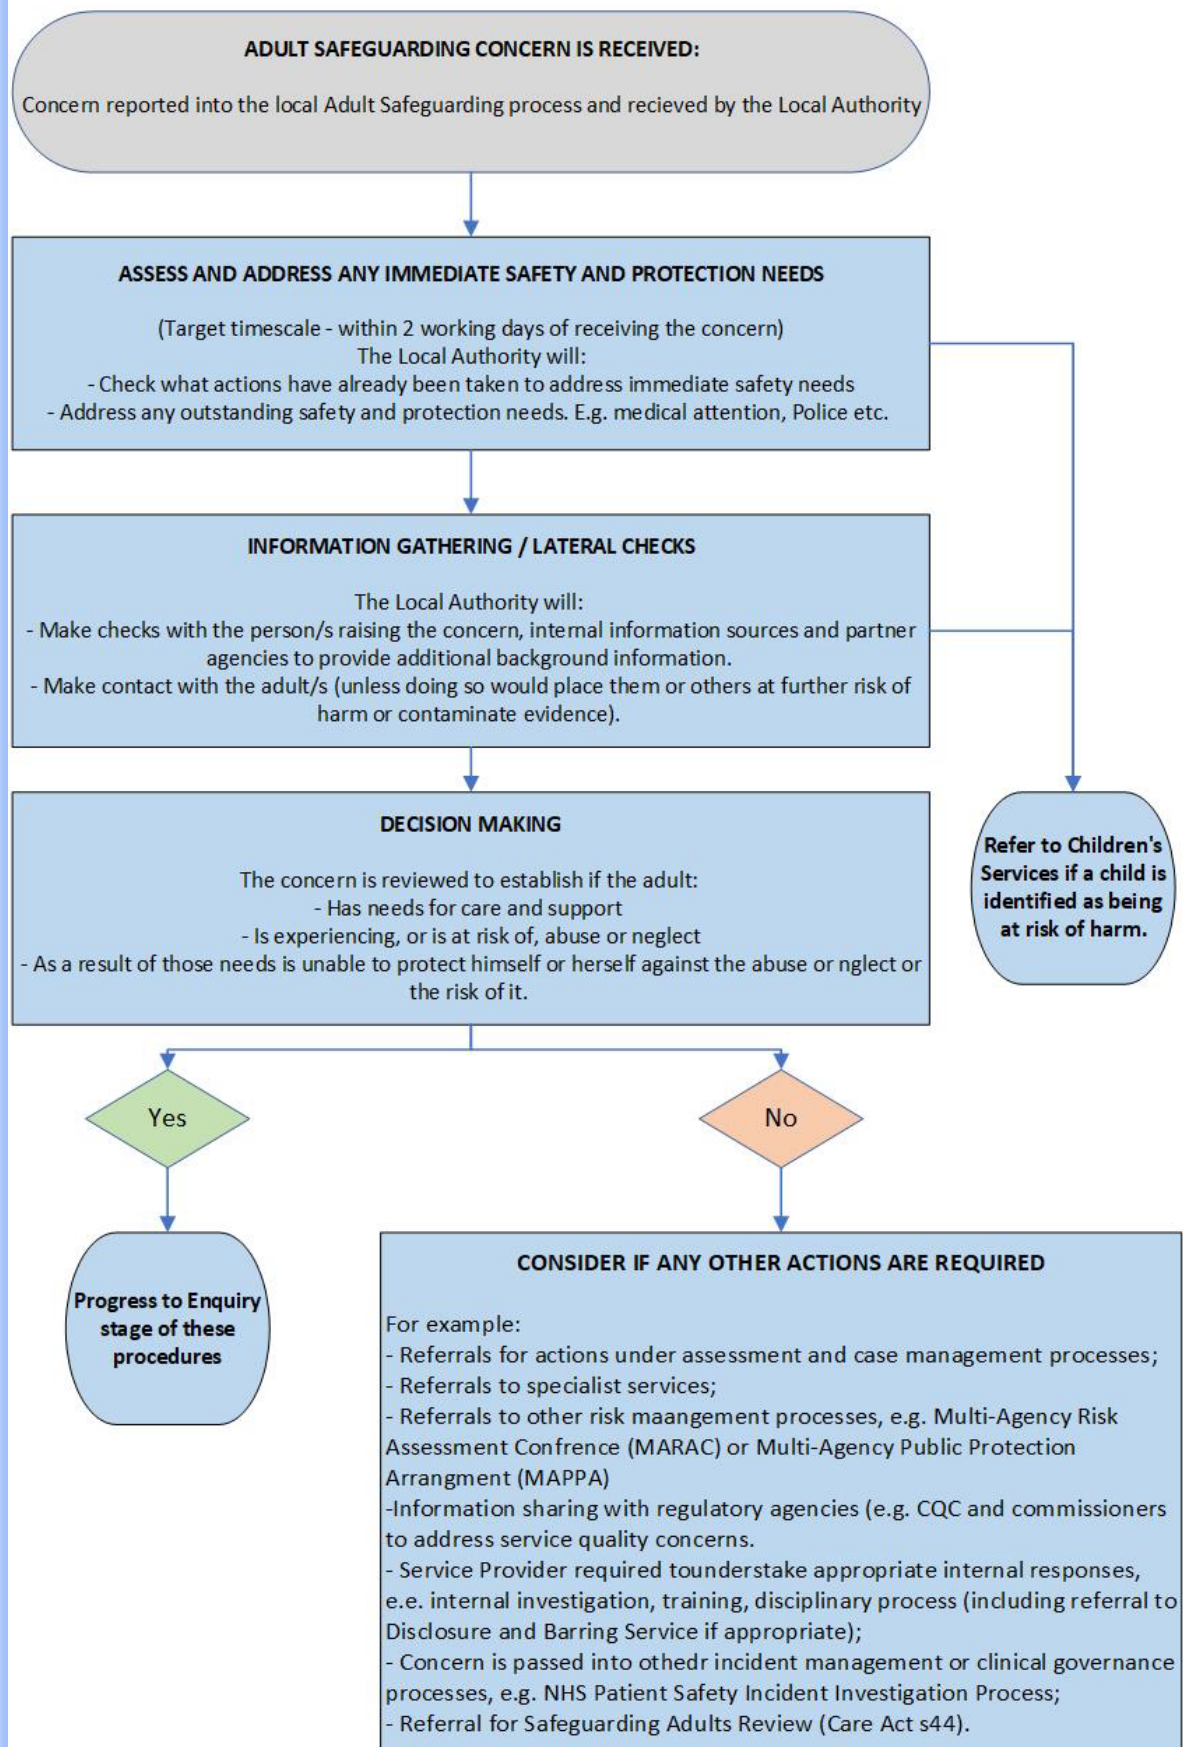 ADULT SAFEGUARDING CONCERN IS RECEIVED:
Concern reported into the local Adult Safeguarding process and recieved by the Local Authority
ASSESS AND ADDRESS ANY IMMEDIATE SAFETY AND PROTECTION NEEDS
(Target timescale - within 2 working days of receiving the concern)
The Local Authority will:
- Check what actions have already been taken to address immediate safety needs
- Address any outstanding safety and protection needs. E.g. medical attention, Police etc.
INFORMATION GATHERING / LATERAL CHECKS
The Local Authority will:
- Make checks with the person/s raising the concern, internal information sources and partner
agencies to provide additional background information.
- Make contact with the adult/s (unless doing so would place them or others at further risk of
harm or contaminate evidence).
DECISION MAKING
The concern is reviewed to establish if the adult:
- Has needs for care and support
- Is experiencing, or is at risk of, abuse or neglect
- As a result of those needs is unable to protect himself or herself against the abuse or nglect or
the risk of it.
Refer to Children's
Services if a child is
identified as being
at risk of harm.
Yes
No
Progress to Enquiry
stage of these
procedures
CONSIDER IF ANY OTHER ACTIONS ARE REQUIRED
For example:
- Referrals for actions under assessment and case management processes;
- Referrals to specialist services;
- Referrals to other risk maangement processes, e.g. Multi-Agency Risk
Assessment Confrence (MARAC) or Multi-Agency Public Protection
Arrangment (MAPPA)
-Information sharing with regulatory agencies (e.g. CQC and commissioners
to address service quality concerns.
- Service Provider required tounderstake appropriate internal responses,
e.e. internal investigation, training, disciplinary process (including referral to
Disclosure and Barring Service if appropriate);
- Concern is passed into othedr incident management or clinical governance
processes, e.g. NHS Patient Safety Incident Investigation Process;
- Referral for Safeguarding Adults Review (Care Act s44).